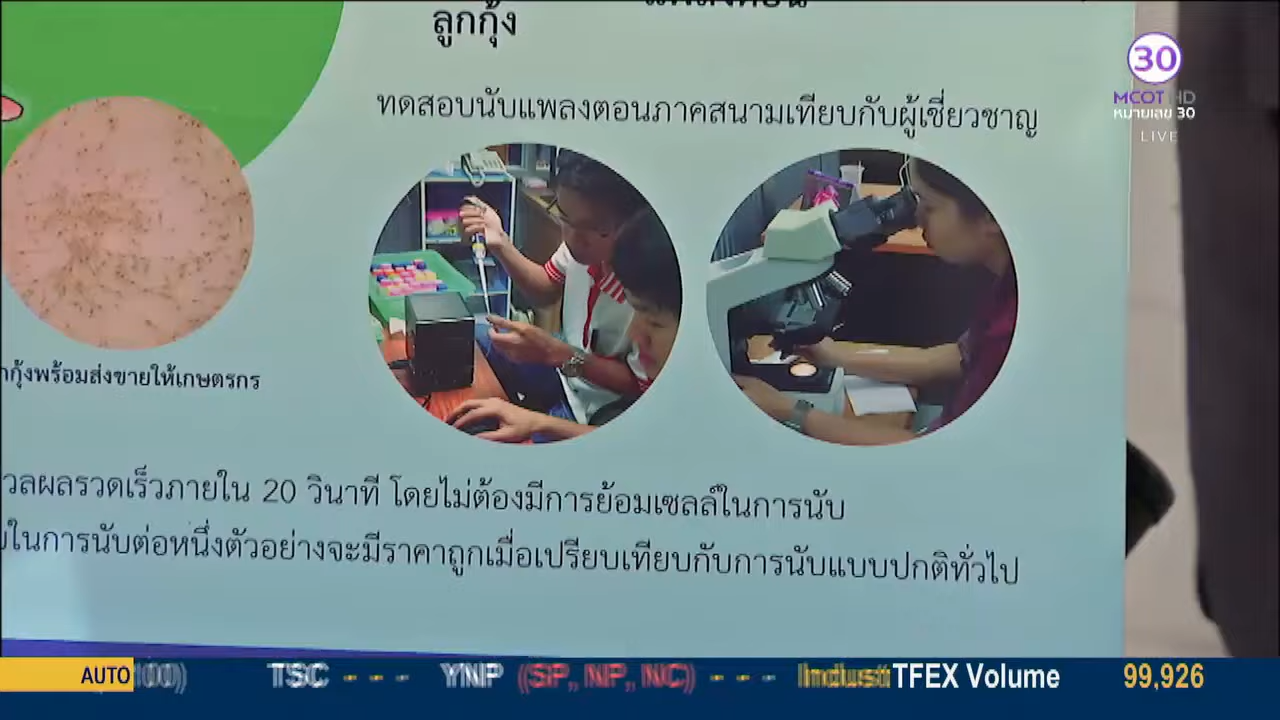 ลูกกุ้ง
แพลงตอน
30
MCOT HD
หมายเลข 30
LIVE
ทดสอบนับแพลงตอนภาคสนามเทียบกับผู้เชี่ยวชาญ
กกุ้งพร้อมส่งขายให้เกษตรกร
วลผลรวดเร็วภายใน 20 วินาที โดยไม่ต้องมีการย้อมเซลล์ในการนับ
ในการนับต่อหนึ่งตัวอย่างจะมีราคาถูกเมื่อเปรียบเทียบกับการนับแบบปกติทั่วไป
AUTO TSC - - - YNP (SP, NP, NC) - - - TFEX Volume 99,926